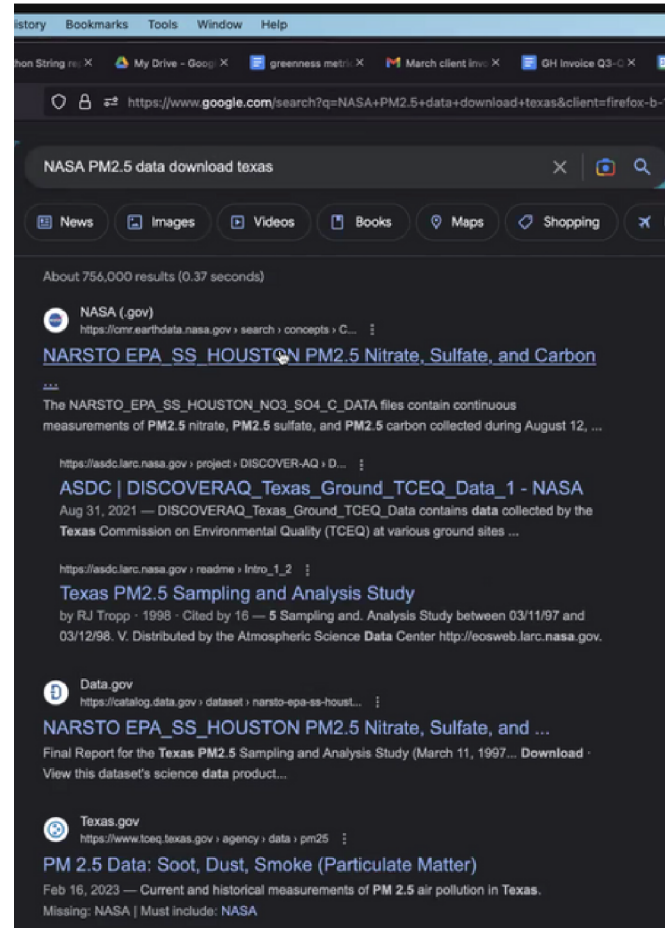 istory Bookmarks Tools Window Help
hon String re My Drive - Googl greenness metric March client invo GH Invoice Q3-C
https://www.google.com/search?q=NASA+PM2.5+data+download+texas&client=firefox-b-
NASA PM2.5 data download texas
News Images Videos Books Maps Shopping
About 756,000 results (0.37 seconds)
NASA (.gov)
https://cmr.earthdata.nasa.gov › search › concepts › C...
NARSTO EPA_SS_HOUSTON PM2.5 Nitrate, Sulfate, and Carbon
...
The NARSTO_EPA_SS_HOUSTON_NO3_SO4_C_DATA files contain continuous
measurements of PM2.5 nitrate, PM2.5 sulfate, and PM2.5 carbon collected during August 12, ...
https://asdc.larc.nasa.gov › project › DISCOVER-AQ › D...
ASDC | DISCOVERAQ_Texas_Ground_TCEQ_Data_1 - NASA
Aug 31, 2021 — DISCOVERAQ_Texas_Ground_TCEQ_Data contains data collected by the
Texas Commission on Environmental Quality (TCEQ) at various ground sites ...
https://asdc.larc.nasa.gov › readme › Intro_1_2
Texas PM2.5 Sampling and Analysis Study
by RJ Tropp · 1998 · Cited by 16 — 5 Sampling and. Analysis Study between 03/11/97 and
03/12/98. V. Distributed by the Atmospheric Science Data Center http://eosweb.larc.nasa.gov.
Data.gov
https://catalog.data.gov › dataset › narsto-epa-ss-houst...
NARSTO EPA_SS_HOUSTON PM2.5 Nitrate, Sulfate, and ...
Final Report for the Texas PM2.5 Sampling and Analysis Study (March 11, 1997... Download ·
View this dataset's science data product...
Texas.gov
https://www.tceq.texas.gov › agency › data › pm25
PM 2.5 Data: Soot, Dust, Smoke (Particulate Matter)
Feb 16, 2023 — Current and historical measurements of PM 2.5 air pollution in Texas.
Missing: NASA | Must include: NASA